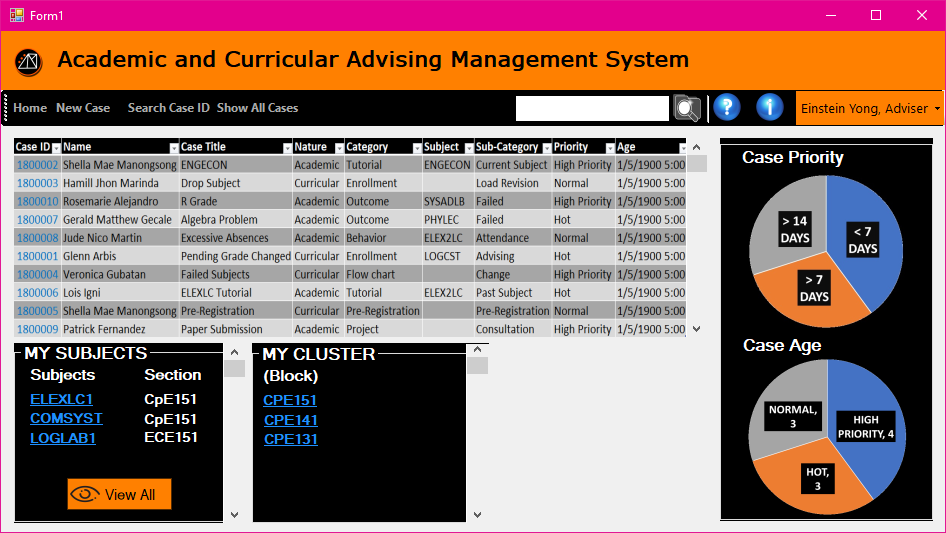 Form1
Academic and Curricular Advising Management System
Home New Case Search Case ID Show All Cases Einstein Yong, Adviser
Case ID Name Case Title Nature Category Subject Sub-Category Priority Age
1800002 Shella Mae Manongsong ENGECON Academic Tutorial ENGECON Current Subject High Priority 1/5/1900 5:00
1800003 Hamill Jhon Marinda Drop Subject Curricular Enrollment Load Revision Normal 1/5/1900 5:00
1800010 Rosemarie Alejandro R Grade Academic Outcome SYSADLB Failed High Priority 1/5/1900 5:00
1800007 Gerald Matthew Gecale Algebra Problem Academic Outcome PHYLEC Failed Hot 1/5/1900 5:00
1800008 Jude Nico Martin Excessive Absences Academic Behavior ELEX2LC Attendance Normal 1/5/1900 5:00
1800001 Glenn Arbis Pending Grade Changed Curricular Enrollment LOGCST Advising Hot 1/5/1900 5:00
1800004 Veronica Gubatan Failed Subjects Curricular Flow chart Change High Priority 1/5/1900 5:00
1800006 Lois Igni ELEXLC Tutorial Academic Tutorial ELEX2LC Past Subject Hot 1/5/1900 5:00
1800005 Shella Mae Manongsong Pre-Registration Curricular Pre-Registration Pre-Registration Normal 1/5/1900 5:00
1800009 Patrick Fernandez Paper Submission Academic Project Consultation High Priority 1/5/1900 5:00
MY SUBJECTS
Subjects Section
ELEXLC1 CpE151
COMSYST CpE151
LOGLAB1 ECE151
View All
MY CLUSTER
(Block)
CPE151
CPE141
CPE131
Case Priority
> 14
DAYS
< 7
DAYS
> 7
DAYS
Case Age
NORMAL,
3
HIGH
PRIORITY, 4
HOT,
3